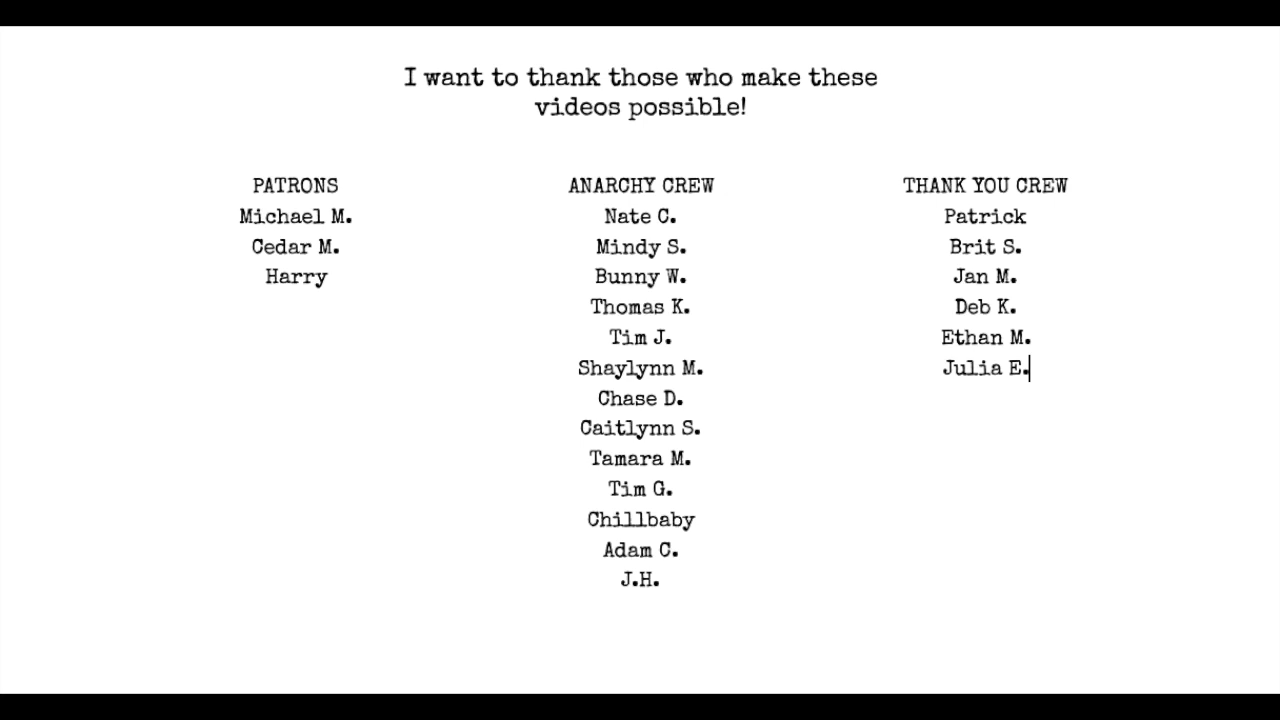 I want to thank those who make these
videos possible!
PATRONS
Michael M.
Cedar M.
Harry
ANARCHY CREW
Nate C.
Mindy S.
Bunny W.
Thomas K.
Tim J.
Shaylynn M.
Chase D.
Caitlynn S.
Tamara M.
Tim G.
Chillbaby
Adam C.
J.H.
THANK YOU CREW
Patrick
Brit S.
Jan M.
Deb K.
Ethan M.
Julia E.